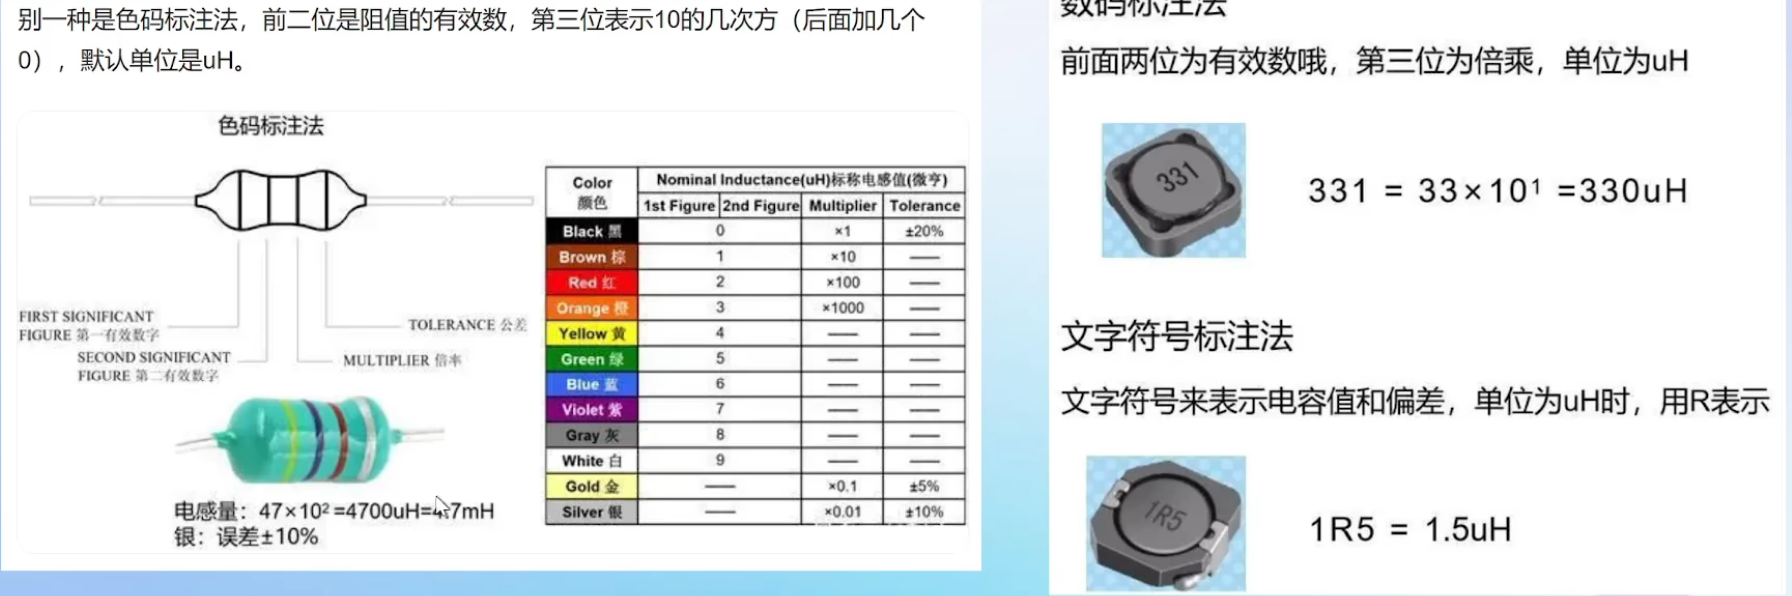 别一种是色码标注法，前二位是阻值的有效数，第三位表示10的几次方（后面加几个
0），默认单位是uH。
色码标注法
FIRST SIGNIFICANT
FIGURE 第一有效数字
SECOND SIGNIFICANT
FIGURE 第二有效数字
TOLERANCE 公差
MULTIPLIER 倍率
电感量：47×10² =4700uH=4.7mH
银：误差±10%
Color
颜色
Nominal Inductance(uH)标称电感值(微亨)
1st Figure 2nd Figure Multiplier Tolerance
Black 黑 0 ×1 ±20%
Brown 棕 1 ×10 ——
Red 红 2 ×100 ——
Orange 橙 3 ×1000 ——
Yellow 黄 4 —— ——
Green 绿 5 —— ——
Blue 蓝 6 —— ——
Violet 紫 7 —— ——
Gray 灰 8 —— ——
White 白 9 —— ——
Gold 金 —— ×0.1 ±5%
Silver 银 —— ×0.01 ±10%
数码标注法
前面两位为有效数哦，第三位为倍乘，单位为uH
331
331 = 33×10¹ =330uH
文字符号标注法
文字符号来表示电容值和偏差，单位为uH时，用R表示
1R5
1R5 = 1.5uH